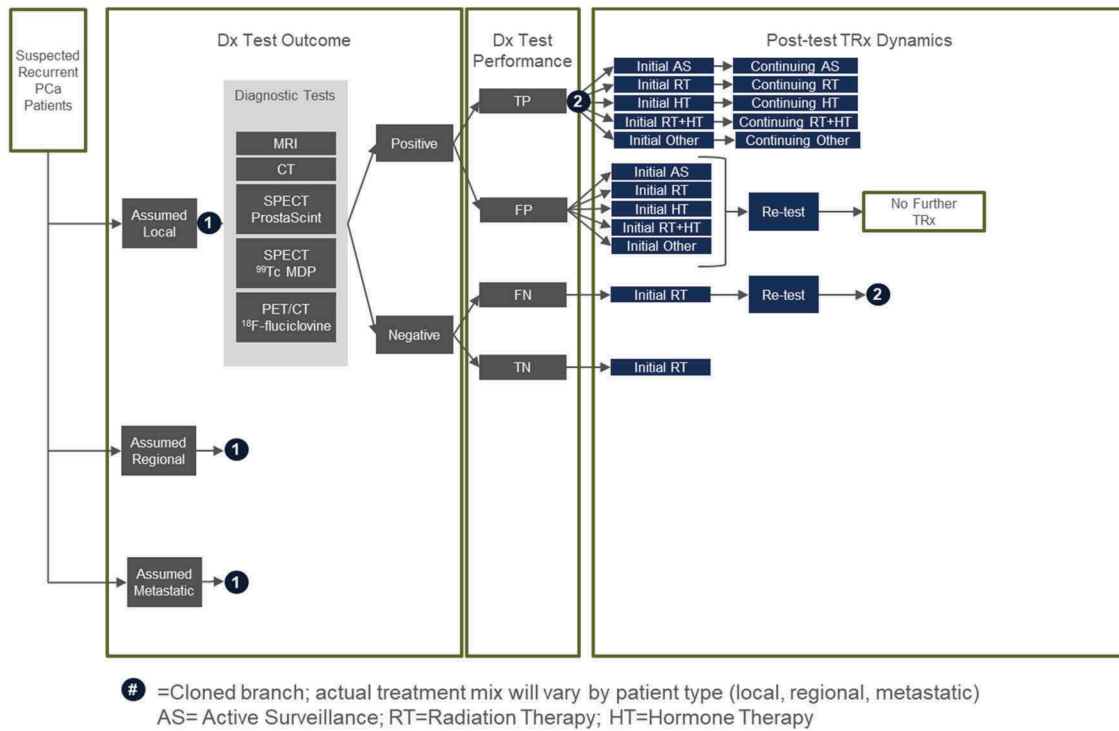 Suspected
Recurrent
PCa
Patients
Dx Test Outcome
Diagnostic Tests
MRI
CT
SPECT
ProstaScint
SPECT
⁹⁹Tc MDP
PET/CT
¹⁸F-fluciclovine
Assumed
Local
1
Positive
Negative
Assumed
Regional
1
Assumed
Metastatic
1
Dx Test
Performance
TP
2
FP
FN
TN
Post-test TRx Dynamics
Initial AS
Continuing AS
Initial RT
Continuing RT
Initial HT
Continuing HT
Initial RT+HT
Continuing RT+HT
Initial Other
Continuing Other
Initial AS
Initial RT
Initial HT
Initial RT+HT
Initial Other
Re-test
No Further
TRx
Initial RT
Re-test
2
Initial RT
# =Cloned branch; actual treatment mix will vary by patient type (local, regional, metastatic)
AS= Active Surveillance; RT=Radiation Therapy; HT=Hormone Therapy